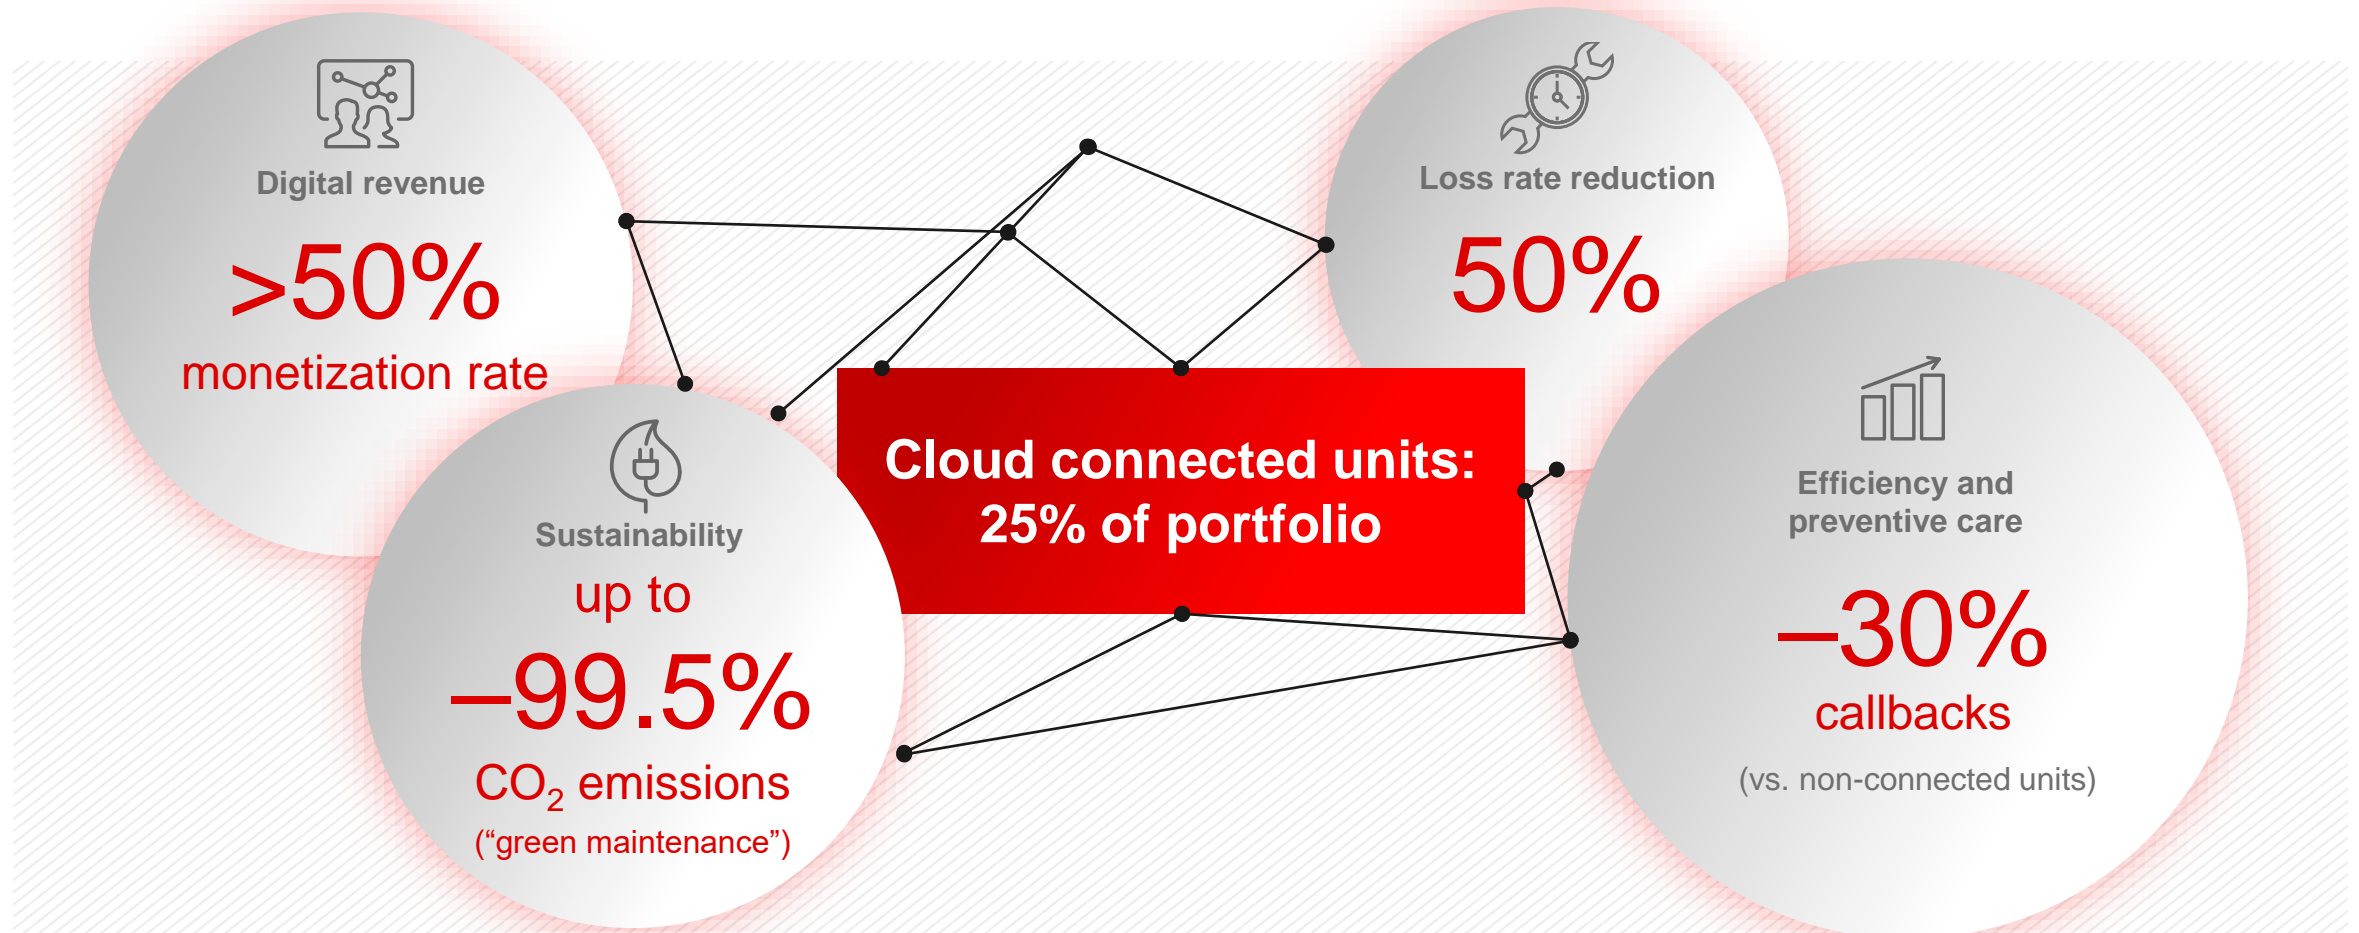 Digital revenue
>50%
monetization rate
Sustainability
up to
–99.5%
CO₂ emissions
(“green maintenance”)
Cloud connected units:
25% of portfolio
Loss rate reduction
50%
Efficiency and
preventive care
–30%
callbacks
(vs. non-connected units)